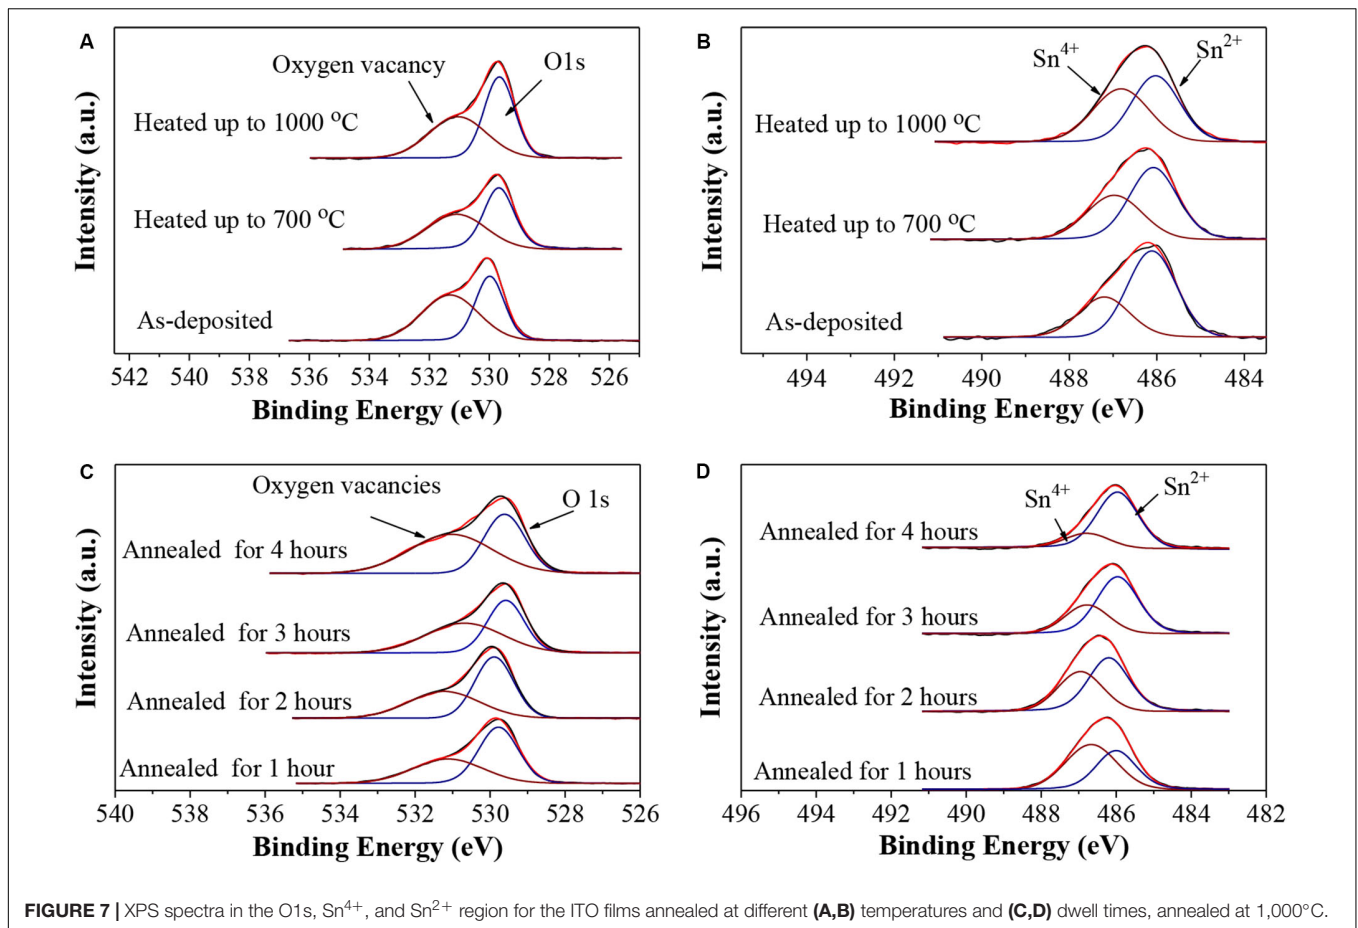 A
Oxygen vacancy
O1s
Heated up to 1000 °C
Heated up to 700 °C
As-deposited
Intensity (a.u.)
542 540 538 536 534 532 530 528 526
Binding Energy (eV)
B
Sn4+
Sn2+
Heated up to 1000 °C
Heated up to 700 °C
As-deposited
Intensity (a.u.)
494 492 490 488 486 484
Binding Energy (eV)
C
Oxygen vacancies
O 1s
Annealed for 4 hours
Annealed for 3 hours
Annealed for 2 hours
Annealed for 1 hour
Intensity (a.u.)
540 538 536 534 532 530 528 526
Binding Energy (eV)
D
Sn4+
Sn2+
Annealed for 4 hours
Annealed for 3 hours
Annealed for 2 hours
Annealed for 1 hours
Intensity (a.u.)
496 494 492 490 488 486 484 482
Binding Energy (eV)
FIGURE 7 | XPS spectra in the O1s, Sn4+, and Sn2+ region for the ITO films annealed at different (A,B) temperatures and (C,D) dwell times, annealed at 1,000°C.